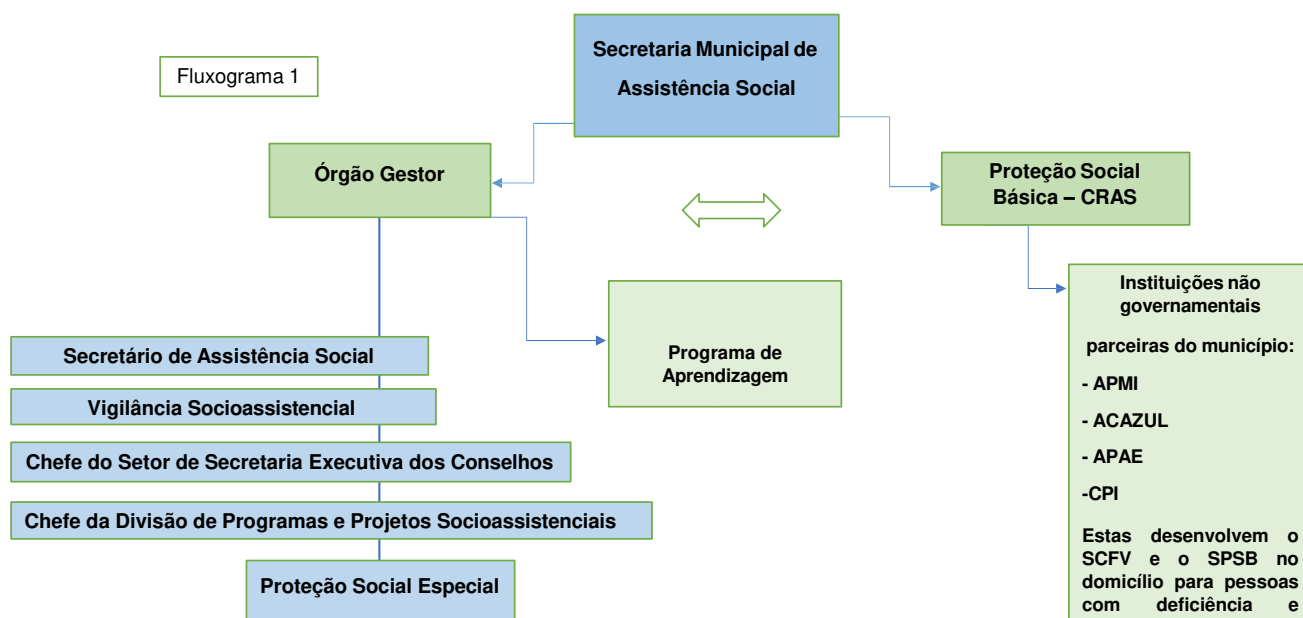 Secretaria Municipal de
Assistência Social
Fluxograma 1
Órgão Gestor
Proteção Social
Básica – CRAS
Programa de
Aprendizagem
Secretário de Assistência Social
Vigilância Socioassistencial
Chefe do Setor de Secretaria Executiva dos Conselhos
Chefe da Divisão de Programas e Projetos Socioassistenciais
Proteção Social Especial
Instituições não
governamentais
parceiras do município:
- APMI
- ACAZUL
- APAE
-CPI
Estas desenvolvem o
SCFV e o SPSB no
domicílio para pessoas
com deficiência e